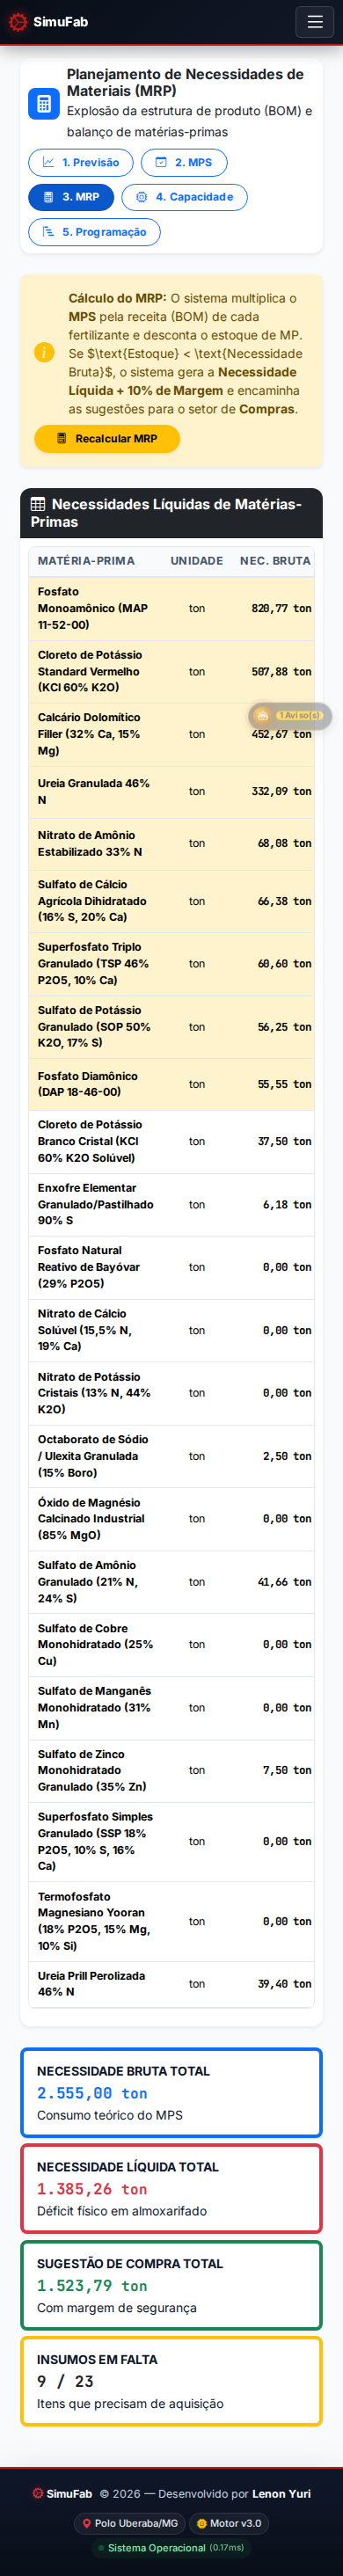 SimuFab
Planejamento de Necessidades de
Materiais (MRP)
Explosão da estrutura de produto (BOM) e
balanço de matérias-primas
1. Previsão
2. MPS
3. MRP
4. Capacidade
5. Programação
Cálculo do MRP: O sistema multiplica o
MPS pela receita (BOM) de cada
fertilizante e desconta o estoque de MP.
Se $\text{Estoque} < \text{Necessidade
Bruta}$, o sistema gera a Necessidade
Líquida + 10% de Margem e encaminha
as sugestões para o setor de Compras.
Recalcular MRP
Necessidades Líquidas de Matérias-
Primas
MATÉRIA-PRIMA UNIDADE NEC. BRUTA
Fosfato
Monoamônico (MAP ton 820,77 ton
11-52-00)
Cloreto de Potássio
Standard Vermelho ton 507,88 ton
(KCl 60% K2O)
Calcário Dolomítico
Filler (32% Ca, 15% ton 452,67 ton
Mg)
1 Aviso(s)
Ureia Granulada 46% ton 332,09 ton
N
Nitrato de Amônio ton 68,08 ton
Estabilizado 33% N
Sulfato de Cálcio
Agrícola Dihidratado ton 66,38 ton
(16% S, 20% Ca)
Superfosfato Triplo
Granulado (TSP 46% ton 60,60 ton
P2O5, 10% Ca)
Sulfato de Potássio
Granulado (SOP 50% ton 56,25 ton
K2O, 17% S)
Fosfato Diamônico ton 55,55 ton
(DAP 18-46-00)
Cloreto de Potássio
Branco Cristal (KCl ton 37,50 ton
60% K2O Solúvel)
Enxofre Elementar
Granulado/Pastilhado ton 6,18 ton
90% S
Fosfato Natural
Reativo de Bayóvar ton 0,00 ton
(29% P2O5)
Nitrato de Cálcio
Solúvel (15,5% N, ton 0,00 ton
19% Ca)
Nitrato de Potássio
Cristais (13% N, 44% ton 0,00 ton
K2O)
Octaborato de Sódio
/ Ulexita Granulada ton 2,50 ton
(15% Boro)
Óxido de Magnésio
Calcinado Industrial ton 0,00 ton
(85% MgO)
Sulfato de Amônio
Granulado (21% N, ton 41,66 ton
24% S)
Sulfato de Cobre
Monohidratado (25% ton 0,00 ton
Cu)
Sulfato de Manganês
Monohidratado (31% ton 0,00 ton
Mn)
Sulfato de Zinco
Monohidratado ton 7,50 ton
Granulado (35% Zn)
Superfosfato Simples
Granulado (SSP 18% ton 0,00 ton
P2O5, 10% S, 16%
Ca)
Termofosfato
Magnesiano Yooran ton 0,00 ton
(18% P2O5, 15% Mg,
10% Si)
Ureia Prill Perolizada ton 39,40 ton
46% N
NECESSIDADE BRUTA TOTAL
2.555,00 ton
Consumo teórico do MPS
NECESSIDADE LÍQUIDA TOTAL
1.385,26 ton
Déficit físico em almoxarifado
SUGESTÃO DE COMPRA TOTAL
1.523,79 ton
Com margem de segurança
INSUMOS EM FALTA
9 / 23
Itens que precisam de aquisição
SimuFab © 2026 — Desenvolvido por Lenon Yuri
Polo Uberaba/MG Motor v3.0
Sistema Operacional (0.17ms)